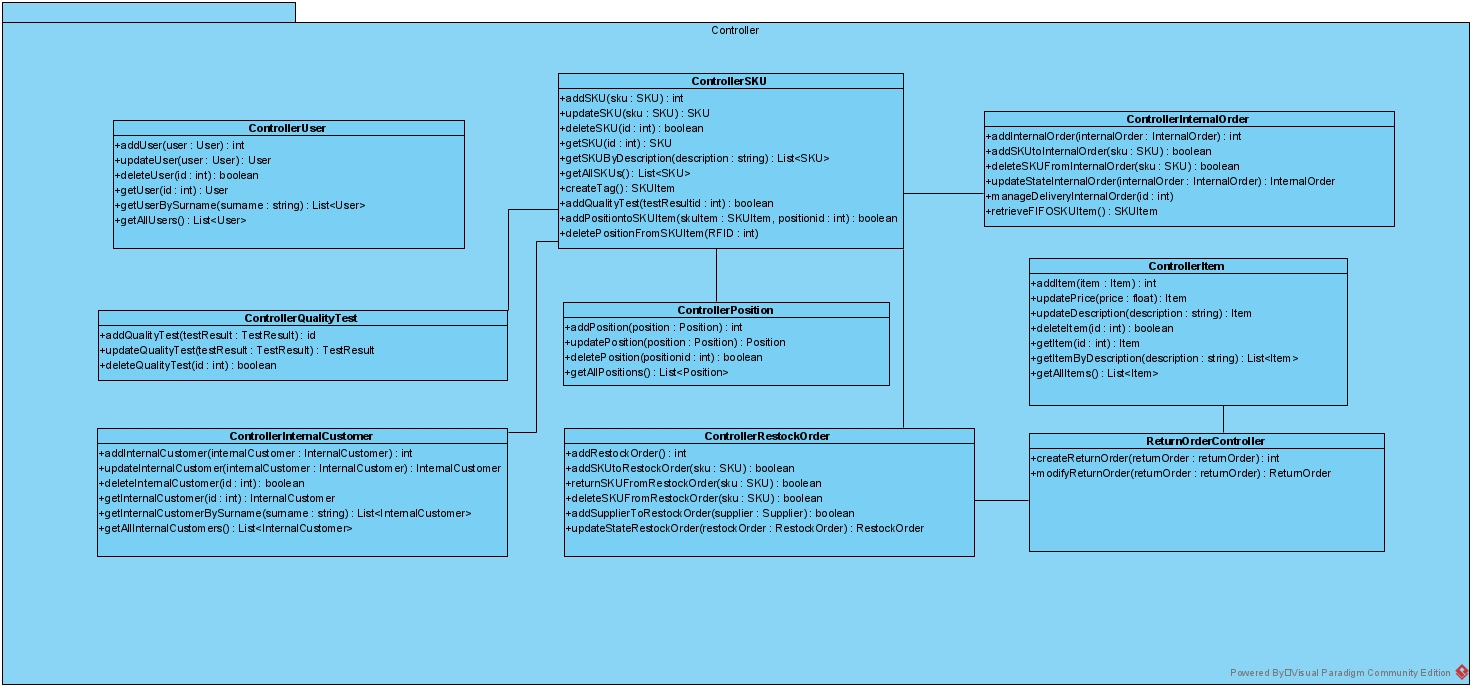 Controller
ControllerSKU
+addSKU(sku : SKU) : int
+updateSKU(sku : SKU) : SKU
+deleteSKU(id : int) : boolean
+getSKU(id : int) : SKU
+getSKUByDescription(description : string) : List<SKU>
+getAllSKUs() : List<SKU>
+createTag() : SKUItem
+addQualityTest(testResultid : int) : boolean
+addPositiontoSKUItem(skuItem : SKUItem, positionid : int) : boolean
+deletePositionFromSKUItem(RFID : int)
ControllerUser
+addUser(user : User) : int
+updateUser(user : User) : User
+deleteUser(id : int) : boolean
+getUser(id : int) : User
+getUserBySurname(surname : string) : List<User>
+getAllUsers() : List<User>
ControllerInternalOrder
+addInternalOrder(internalOrder : InternalOrder) : int
+addSKUtoInternalOrder(sku : SKU) : boolean
+deleteSKUFromInternalOrder(sku : SKU) : boolean
+updateStateInternalOrder(internalOrder : InternalOrder) : InternalOrder
+manageDeliveryInternalOrder(id : int)
+retrieveFIFOSKUItem() : SKUItem
ControllerItem
+addItem(item : Item) : int
+updatePrice(price : float) : Item
+updateDescription(description : string) : Item
+deleteItem(id : int) : boolean
+getItem(id : int) : Item
+getItemByDescription(description : string) : List<Item >
+getAllItems() : List<Item>
ControllerQualityTest
+addQualityTest(testResult : TestResult) : id
+updateQualityTest(testResult : TestResult) : TestResult
+deleteQualityTest(id : int) : boolean
ControllerPosition
+addPosition(position : Position) : int
+updatePosition(position : Position) : Position
+deletePosition(positionid : int) : boolean
+getAllPositions() : List<Position>
ControllerInternalCustomer
+addInternalCustomer(internalCustomer : InternalCustomer) : int
+updateInternalCustomer(internalCustomer : InternalCustomer) : InternalCustomer
+deleteInternalCustomer(id : int) : boolean
+getInternalCustomer(id : int) : InternalCustomer
+getInternalCustomerBySurname(surname : string) : List<InternalCustomer>
+getAllInternalCustomers() : List<InternalCustomer>
ControllerRestockOrder
+addRestockOrder() : int
+addSKUtoRestockOrder(sku : SKU) : boolean
+returnSKUFromRestockOrder(sku : SKU) : boolean
+deleteSKUFromRestockOrder(sku : SKU) : boolean
+addSupplierToRestockOrder(supplier : Supplier) : boolean
+updateStateRestockOrder(restockOrder : RestockOrder) : RestockOrder
ReturnOrderController
+createReturnOrder(returnOrder : returnOrder) : int
+modifyReturnOrder(returnOrder : returnOrder) : ReturnOrder
Powered By▯Visual Paradigm Community Edition